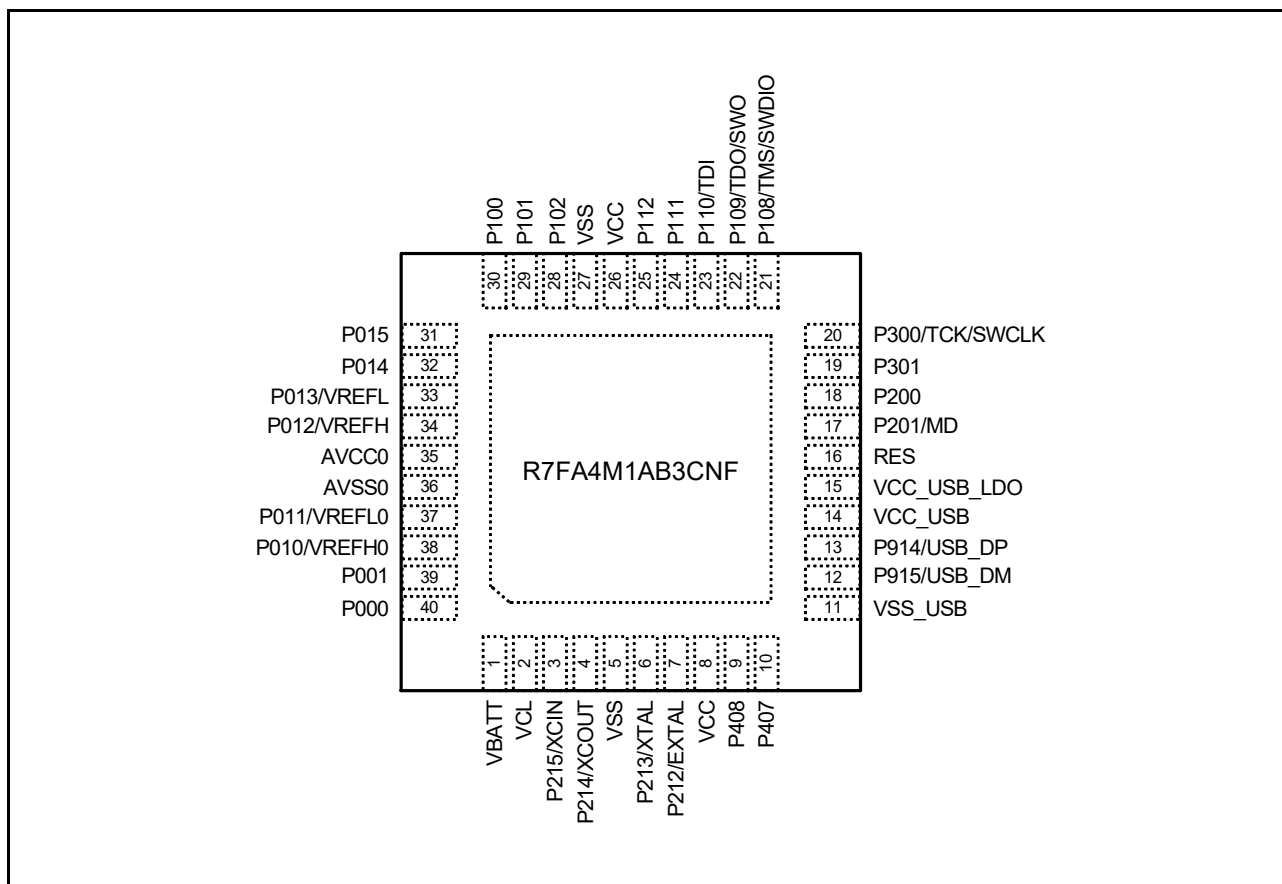 P100
P101
P102
VSS
VCC
P112
P111
P110/TDI
P109/TDO/SWO
P108/TMS/SWDIO
30
29
28
27
26
25
24
23
22
21
P015 31
P014 32
P013/VREFL 33
P012/VREFH 34
AVCC0 35
AVSS0 36
P011/VREFL0 37
P010/VREFH0 38
P001 39
P000 40
R7FA4M1AB3CNF
20 P300/TCK/SWCLK
19 P301
18 P200
17 P201/MD
16 RES
15 VCC_USB_LDO
14 VCC_USB
13 P914/USB_DP
12 P915/USB_DM
11 VSS_USB
1
2
3
4
5
6
7
8
9
10
VBATT
VCL
P215/XCIN
P214/XCOUT
VSS
P213/XTAL
P212/EXTAL
VCC
P408
P407